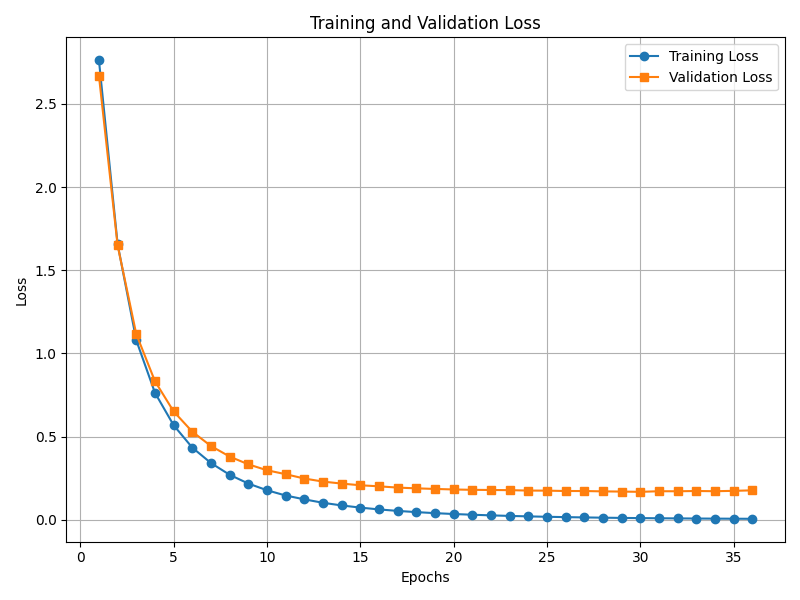 Training and Validation Loss
Training Loss
Validation Loss
Loss
2.5
2.0
1.5
1.0
0.5
0.0
0 5 10 15 20 25 30 35
Epochs